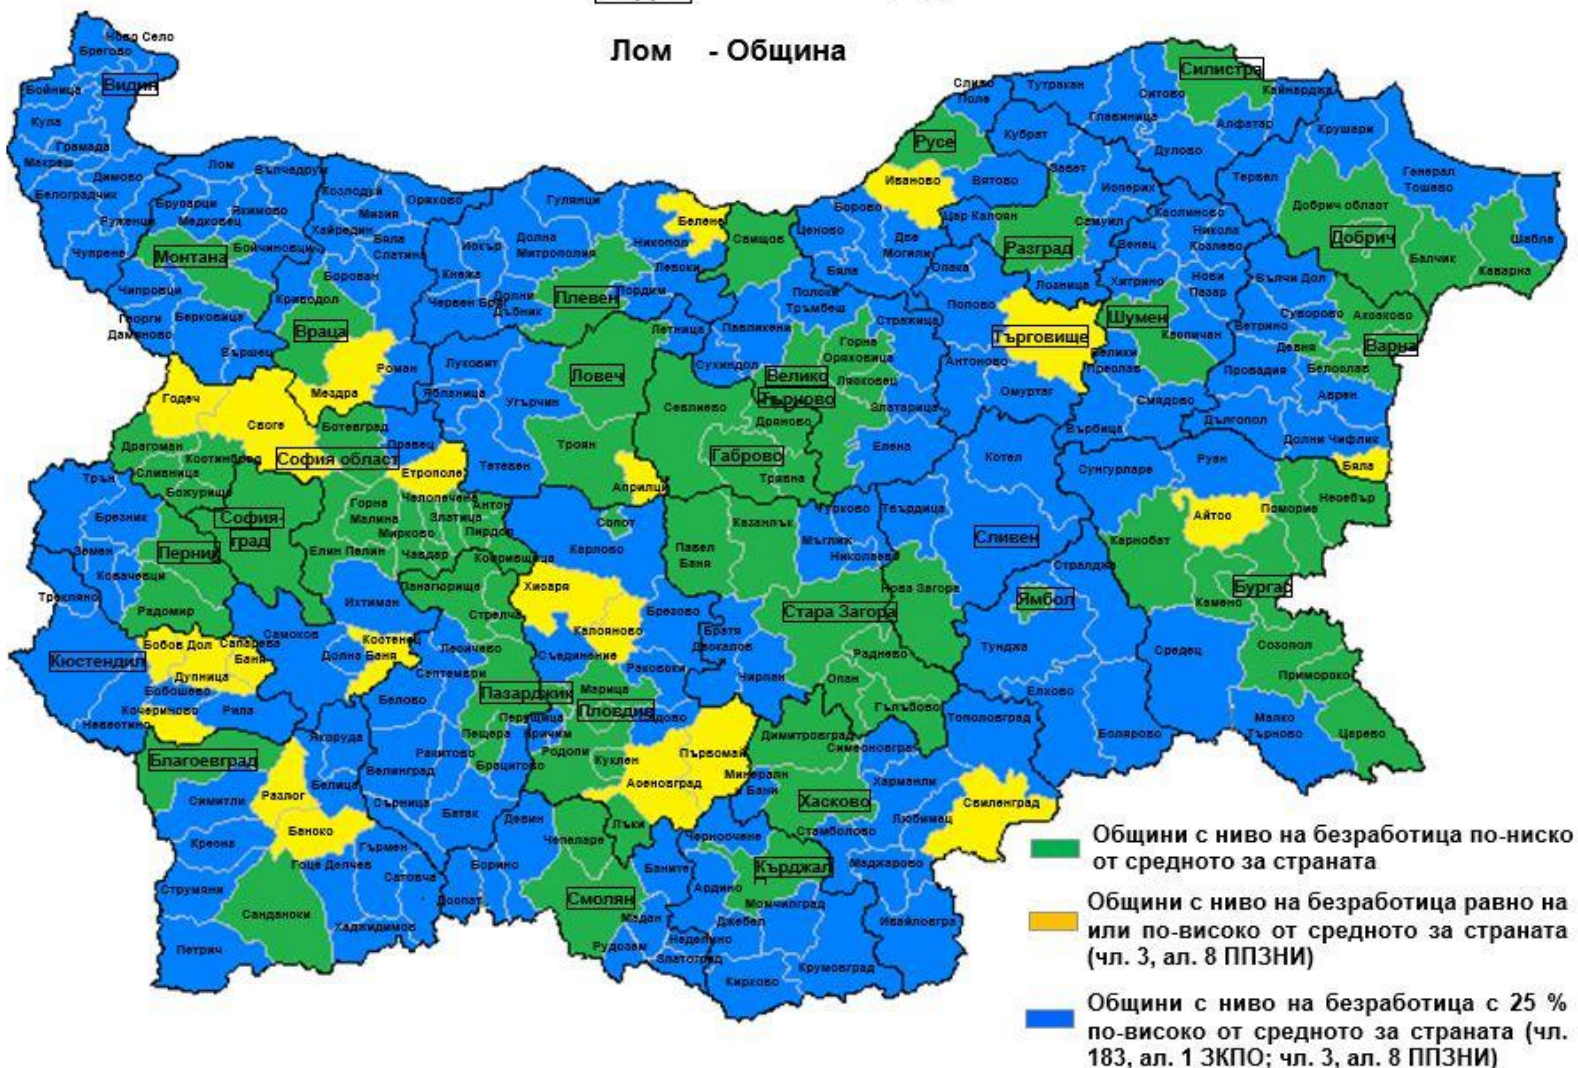 Лом - Община
Ново Село
Брегово
Бойница
Видин
Кула
Грамада
Макреш
Димово
Белоградчик
Ружинци
Чупрене
Лом
Вълчедръм
Брусарци
Медковец
Якимово
Монтана
Бойчиновци
Чипровци
Георги
Дамяново
Берковица
Вършец
Козлодуй
Мизия
Оряхово
Хайредин
Бяла
Слатина
Борован
Криводол
Враца
Мездра
Роман
Гулянци
Долна
Митрополия
Искър
Кнежа
Червен Бряг
Долни
Дъбник
Плевен
Пордим
Левски
Никопол
Белене
Свищов
Летница
Луковит
Ябланица
Угърчин
Ловеч
Троян
Тетевен
Априлци
Павликени
Сухиндол
Полски
Тръмбеш
Стражица
Горна
Оряховица
Лясковец
Велико
Търново
Златарица
Елена
Севлиево
Дряново
Габрово
Трявна
Сливо
Поле
Русе
Иваново
Ветово
Борово
Ценово
Две
Могили
Бяла
Тутракан
Главиница
Ситово
Силистра
Кайнарджа
Алфатар
Дулово
Кубрат
Завет
Исперих
Цар Калоян
Разград
Самуил
Лозница
Опака
Попово
Търговище
Антоново
Омуртаг
Каолиново
Никола
Козлево
Венец
Хитрино
Нови
Пазар
Шумен
Каспичан
Велики
Преслав
Смядово
Върбица
Крушари
Тервел
Генерал
Тошево
Добрич област
Добрич
Балчик
Каварна
Шабла
Вълчи Дол
Суворово
Аксаково
Ветрино
Девня
Варна
Белослав
Провадия
Аврен
Дългопол
Долни Чифлик
Бяла
Годеч
Своге
Ботевград
Правец
Драгоман
Костинброд
София област
Етрополе
Сливница
Божурище
София-
град
Горна
Малина
Челопечене
Антон
Златица
Мирково
Пирдоп
Елин Пелин
Чавдар
Копривщица
Трън
Брезник
Земен
Перник
Ковачевци
Радомир
Ихтиман
Самоков
Костенец
Долна Баня
Трекляно
Кюстендил
Бобов Дол
Сапарева
Баня
Дупница
Бобошево
Кочериново
Рила
Невестино
Благоевград
Симитли
Разлог
Якоруда
Белица
Банско
Кресна
Гоце Делчев
Гърмен
Струмяни
Сандански
Сатовча
Петрич
Хаджидимов
Панагюрище
Стрелча
Лесичево
Септември
Пазарджик
Белово
Пещера
Ракитово
Брацигово
Велинград
Сърница
Батак
Сопот
Карлово
Хисаря
Калояново
Брезово
Съединение
Раковски
Марица
Пловдив
Перущица
Кричим
Садово
Родопи
Куклен
Първомай
Асеновград
Лъки
Девин
Чепеларе
Борино
Доспат
Смолян
Баните
Мадан
Рудозем
Неделино
Златоград
Казанлък
Павел
Баня
Гурково
Мъглиж
Николаево
Стара Загора
Братя
Даскалов
Чирпан
Раднево
Опан
Гълъбово
Котел
Твърдица
Сливен
Нова Загора
Ямбол
Стралджа
Тунджа
Елхово
Болярово
Сунгурларе
Руен
Айтос
Поморие
Несебър
Карнобат
Бургас
Камено
Средец
Созопол
Приморско
Малко
Търново
Царево
Тополовград
Димитровград
Симеоновгра
Минералн
Бани
Хасково
Харманли
Свиленград
Стамболово
Любимец
Маджарово
Ивайловгра
Черноочене
Кърджал
Ардино
Момчилград
Джебел
Крумовград
Кирково
Общини с ниво на безработица по-ниско
от средното за страната
Общини с ниво на безработица равно на
или по-високо от средното за страната
(чл. 3, ал. 8 ППЗНИ)
Общини с ниво на безработица с 25 %
по-високо от средното за страната (чл.
183, ал. 1 ЗКПО; чл. 3, ал. 8 ППЗНИ)